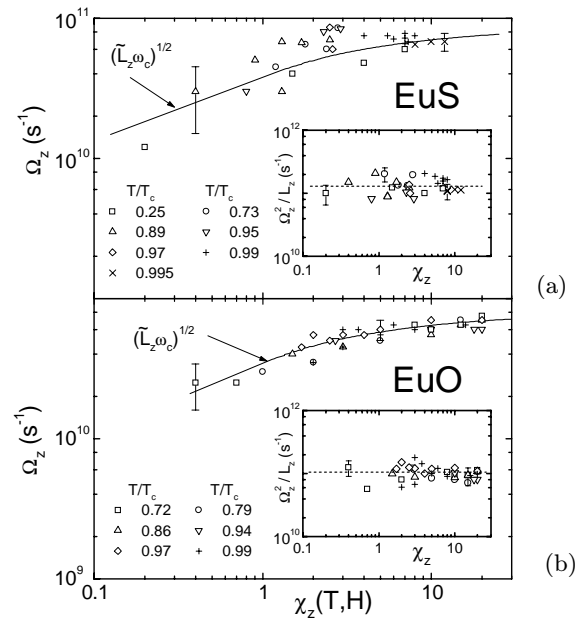 (a)
10^11
10^10
Ω_z (s^-1)
(L̃_z ω_c)^1/2
EuS
T/T_c T/T_c
□ 0.25 ○ 0.73
△ 0.89 ▽ 0.95
◇ 0.97 + 0.99
× 0.995
10^12
10^10
Ω_z^2 / L_z (s^-1)
0.1 1 10
χ_z
(a)
(b)
10^10
10^9
Ω_z (s^-1)
(L̃_z ω_c)^1/2
EuO
T/T_c T/T_c
□ 0.72 ○ 0.79
△ 0.86 ▽ 0.94
◇ 0.97 + 0.99
10^12
10^10
Ω_z^2 / L_z (s^-1)
0.1 1 10
χ_z
(b)
0.1 1 10
χ_z(T,H)